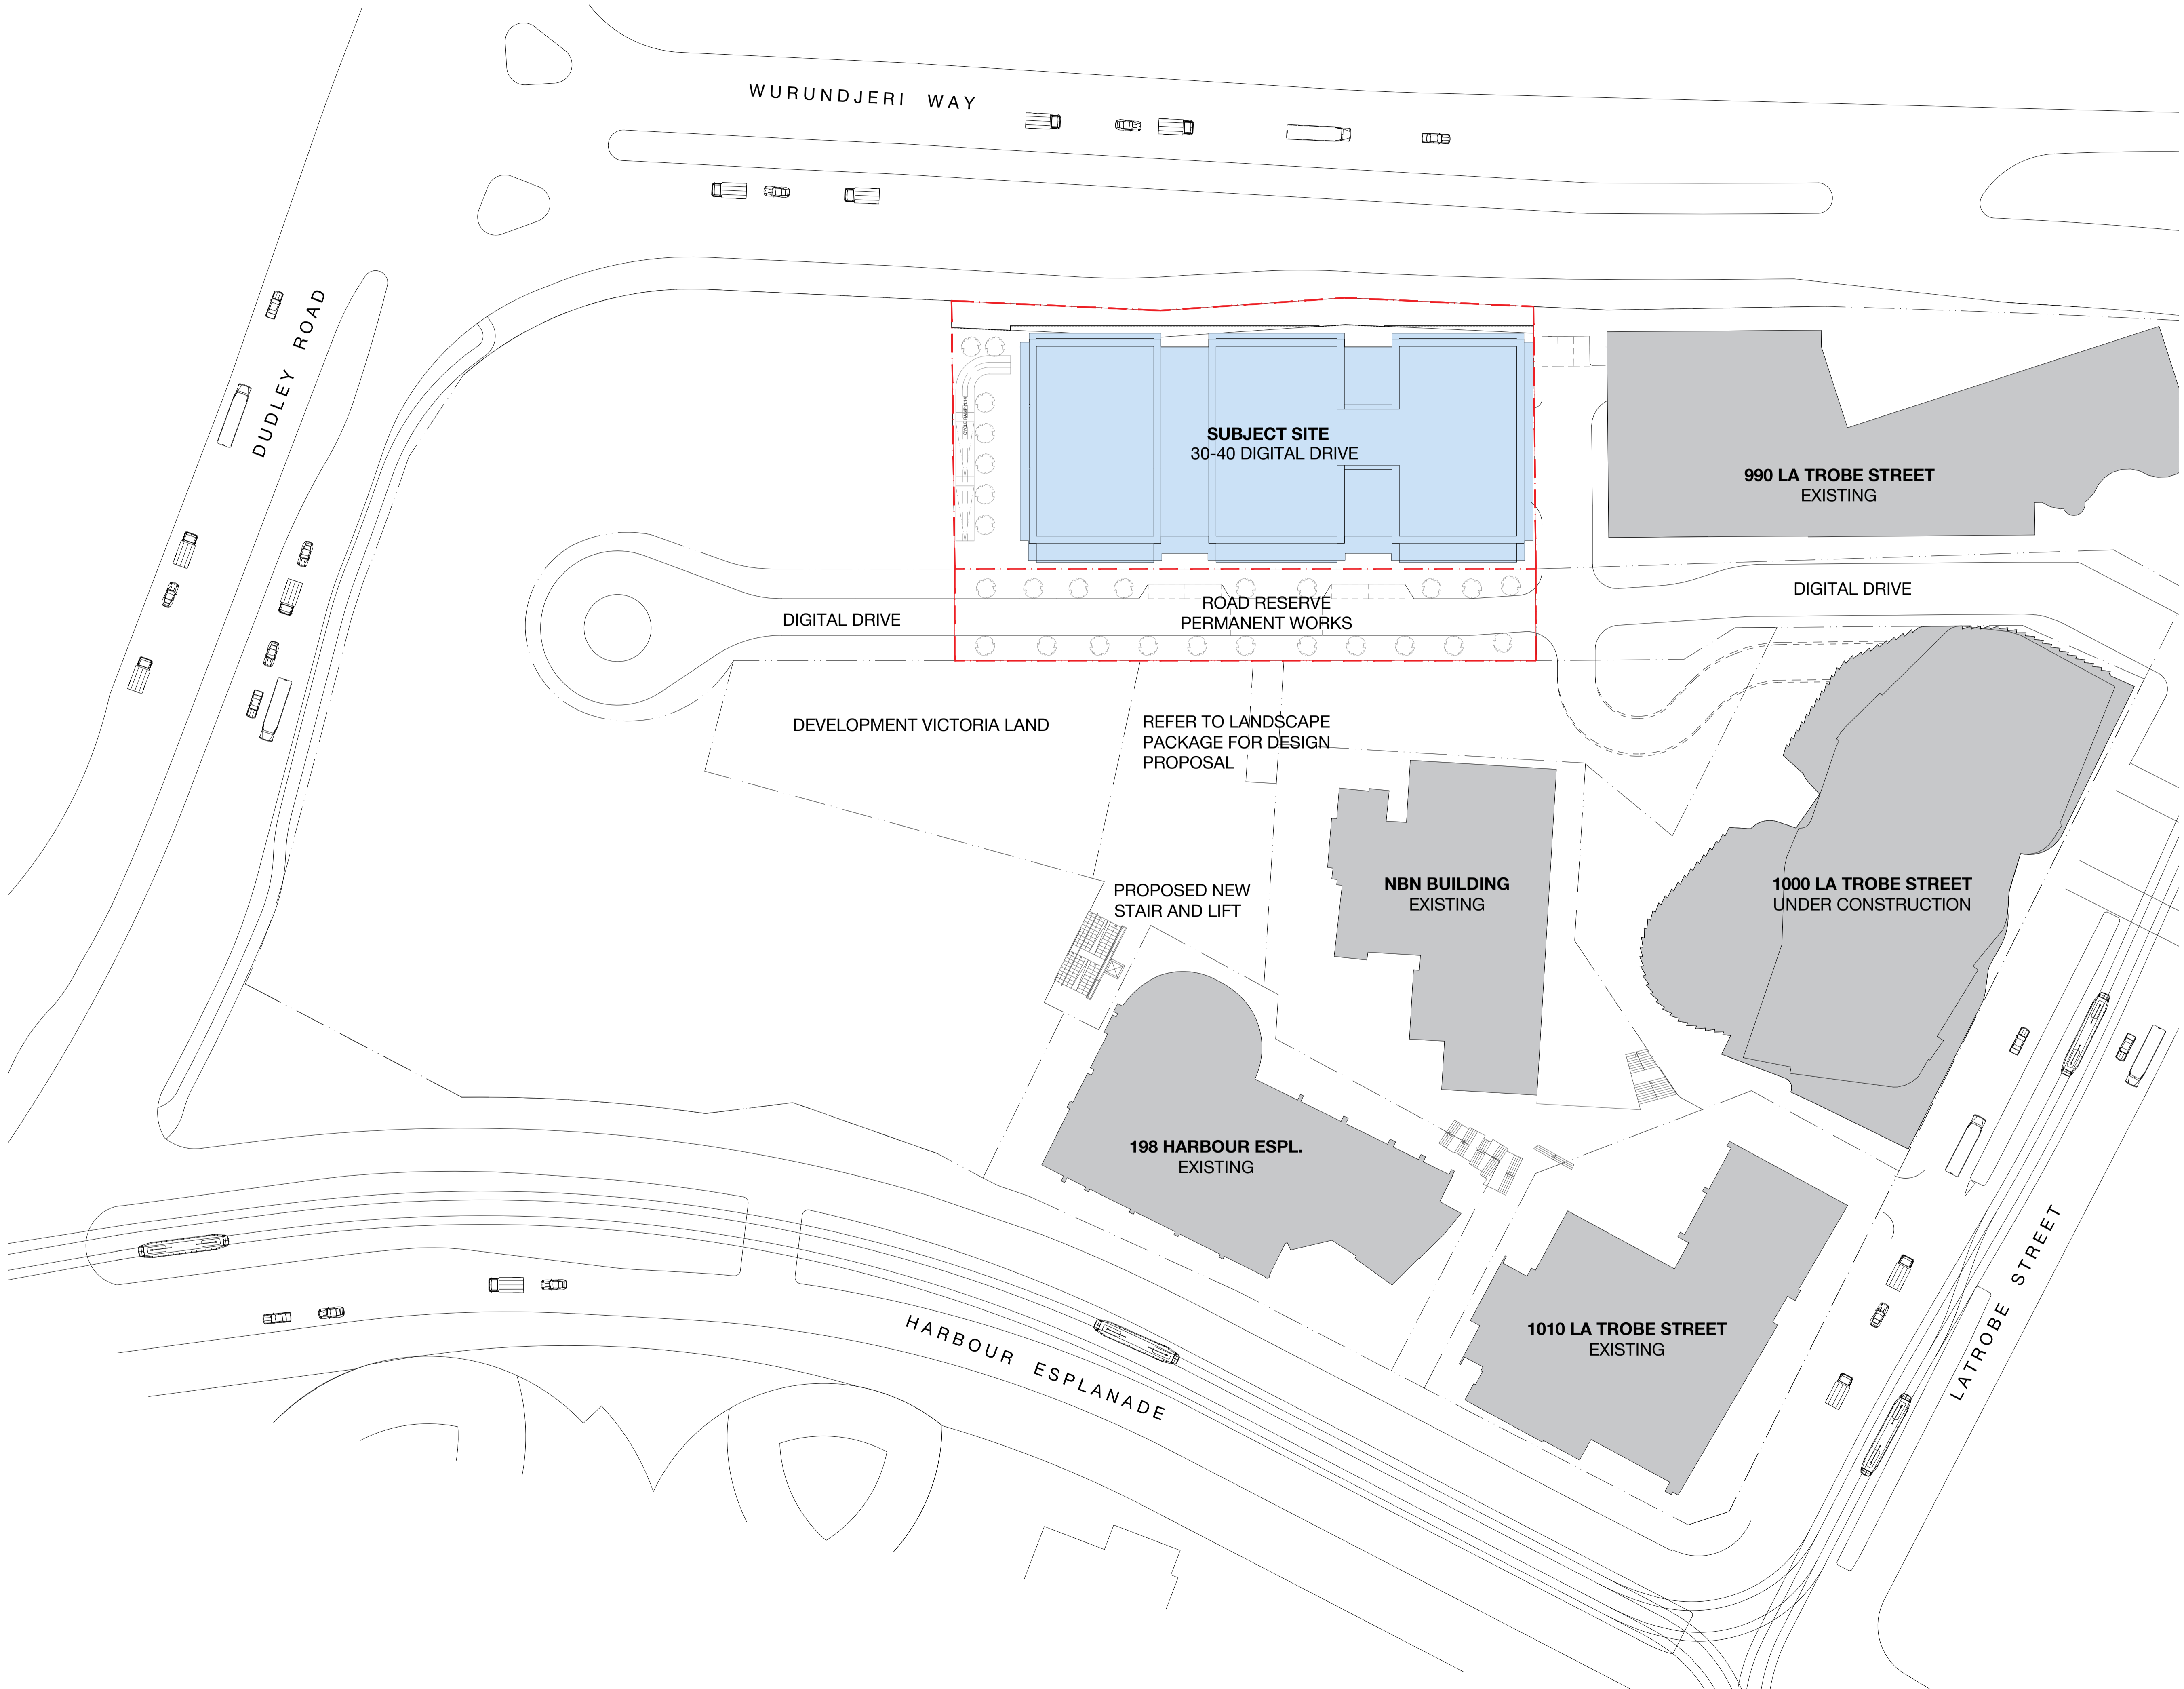 WURUNDJERI WAY
DUDLEY ROAD
SUBJECT SITE
30-40 DIGITAL DRIVE
990 LA TROBE STREET
EXISTING
DIGITAL DRIVE
ROAD RESERVE
PERMANENT WORKS
DIGITAL DRIVE
DEVELOPMENT VICTORIA LAND
REFER TO LANDSCAPE
PACKAGE FOR DESIGN
PROPOSAL
PROPOSED NEW
STAIR AND LIFT
NBN BUILDING
EXISTING
1000 LA TROBE STREET
UNDER CONSTRUCTION
198 HARBOUR ESPL.
EXISTING
1010 LA TROBE STREET
EXISTING
HARBOUR ESPLANADE
LATROBE STREET